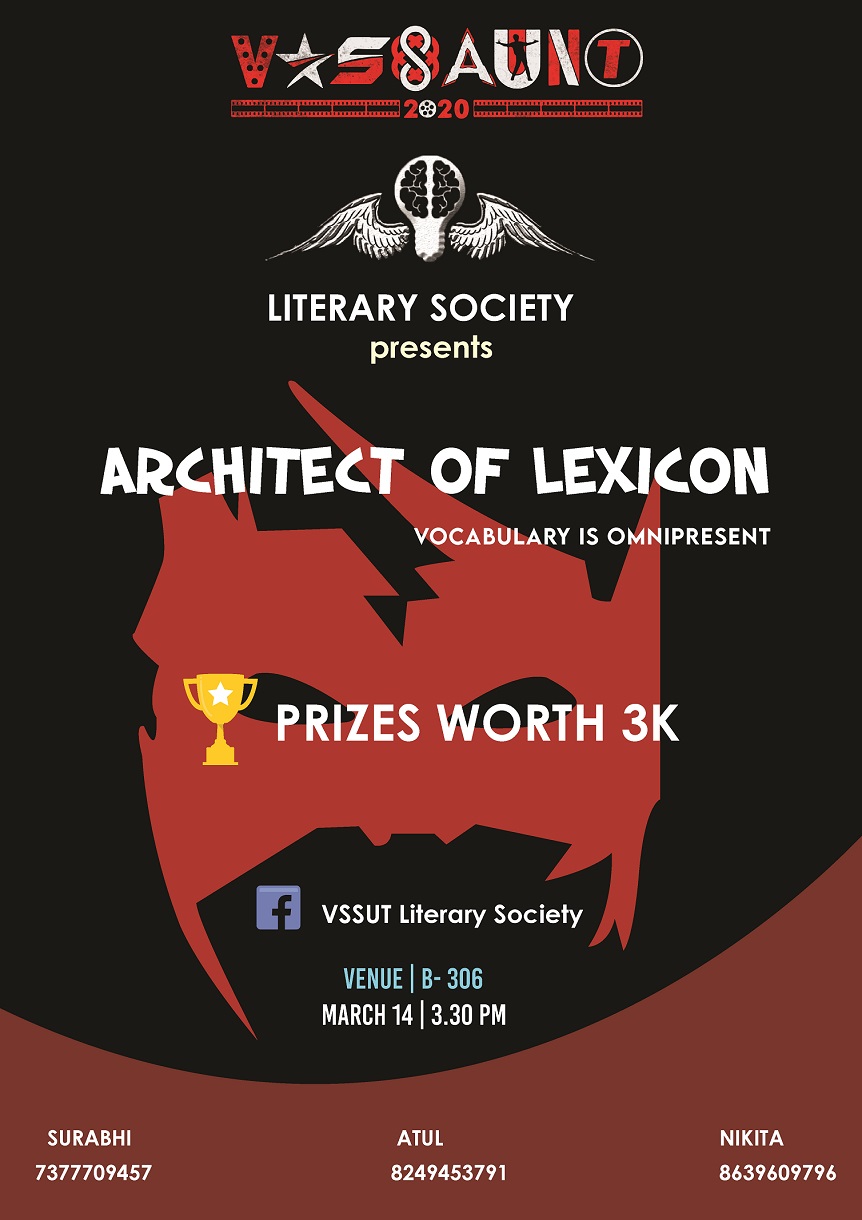 VASSAUNT
2020
LITERARY SOCIETY
presents
ARCHITECT OF LEXICON
VOCABULARY IS OMNIPRESENT
PRIZES WORTH 3K
VSSUT Literary Society
VENUE | B- 306
MARCH 14 | 3.30 PM
SURABHI ATUL NIKITA
7377709457 8249453791 8639609796